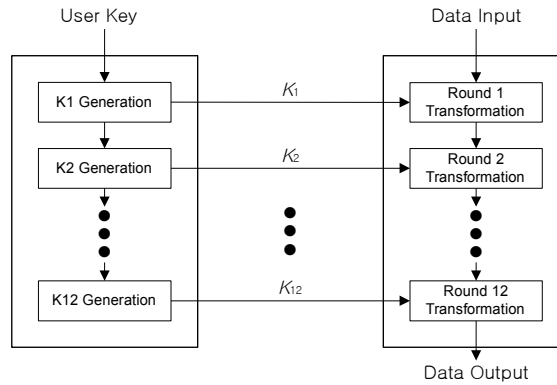 User Key
Data Input
K1 Generation
K1
Round 1
Transformation
K2 Generation
K2
Round 2
Transformation
K12 Generation
K12
Round 12
Transformation
Data Output